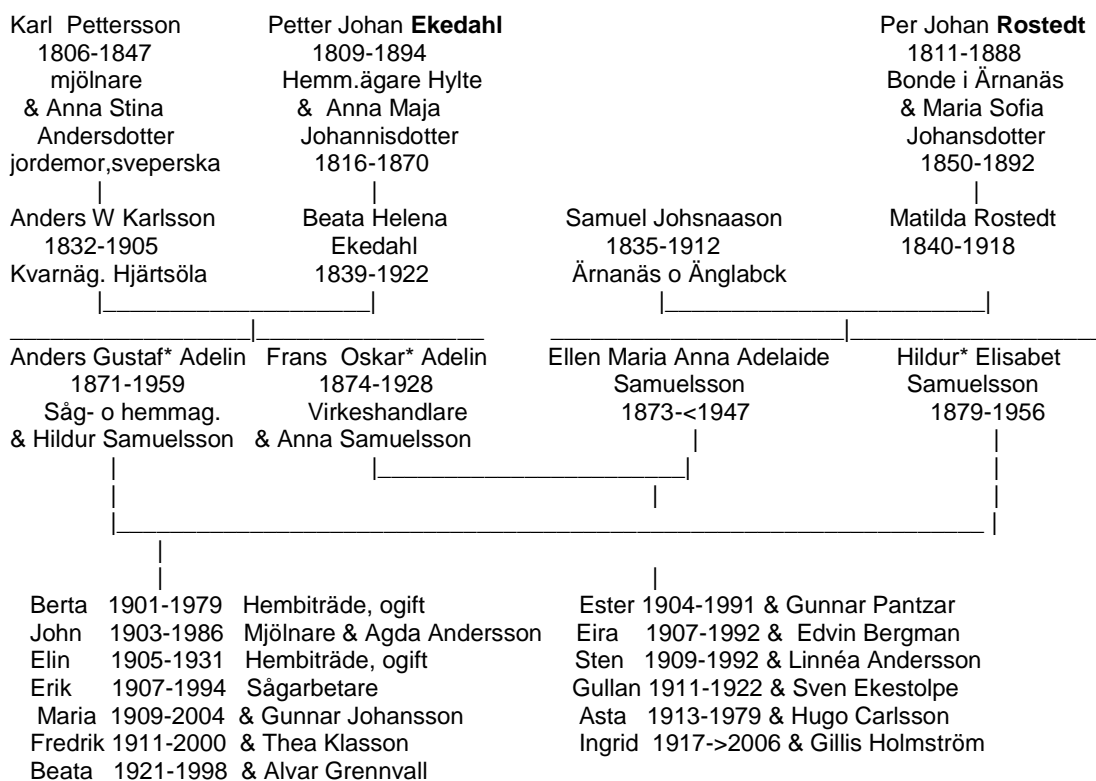 Karl Pettersson Petter Johan Ekedahl Per Johan Rostedt
1806-1847 1809-1894 1811-1888
mjölnare Hemm.ägare Hylte Bonde i Ärnanäs
& Anna Stina & Anna Maja & Maria Sofia
Andersdotter Johannisdotter Johansdotter
jordemor,sveperska 1816-1870 1850-1892
Anders W Karlsson Beata Helena Samuel Johsnaason Matilda Rostedt
1832-1905 Ekedahl 1835-1912 1840-1918
Kvarnäg. Hjärtsöla 1839-1922 Ärnanäs o Änglabck
Anders Gustaf* Adelin Frans Oskar* Adelin Ellen Maria Anna Adelaide Hildur* Elisabet
1871-1959 1874-1928 Samuelsson Samuelsson
Såg- o hemmag. Virkeshandlare 1873-<1947 1879-1956
& Hildur Samuelsson & Anna Samuelsson
Berta 1901-1979 Hembiträde, ogift Ester 1904-1991 & Gunnar Pantzar
John 1903-1986 Mjölnare & Agda Andersson Eira 1907-1992 & Edvin Bergman
Elin 1905-1931 Hembiträde, ogift Sten 1909-1992 & Linnéa Andersson
Erik 1907-1994 Sågarbetare Gullan 1911-1922 & Sven Ekestolpe
Maria 1909-2004 & Gunnar Johansson Asta 1913-1979 & Hugo Carlsson
Fredrik 1911-2000 & Thea Klasson Ingrid 1917->2006 & Gillis Holmström
Beata 1921-1998 & Alvar Grennvall